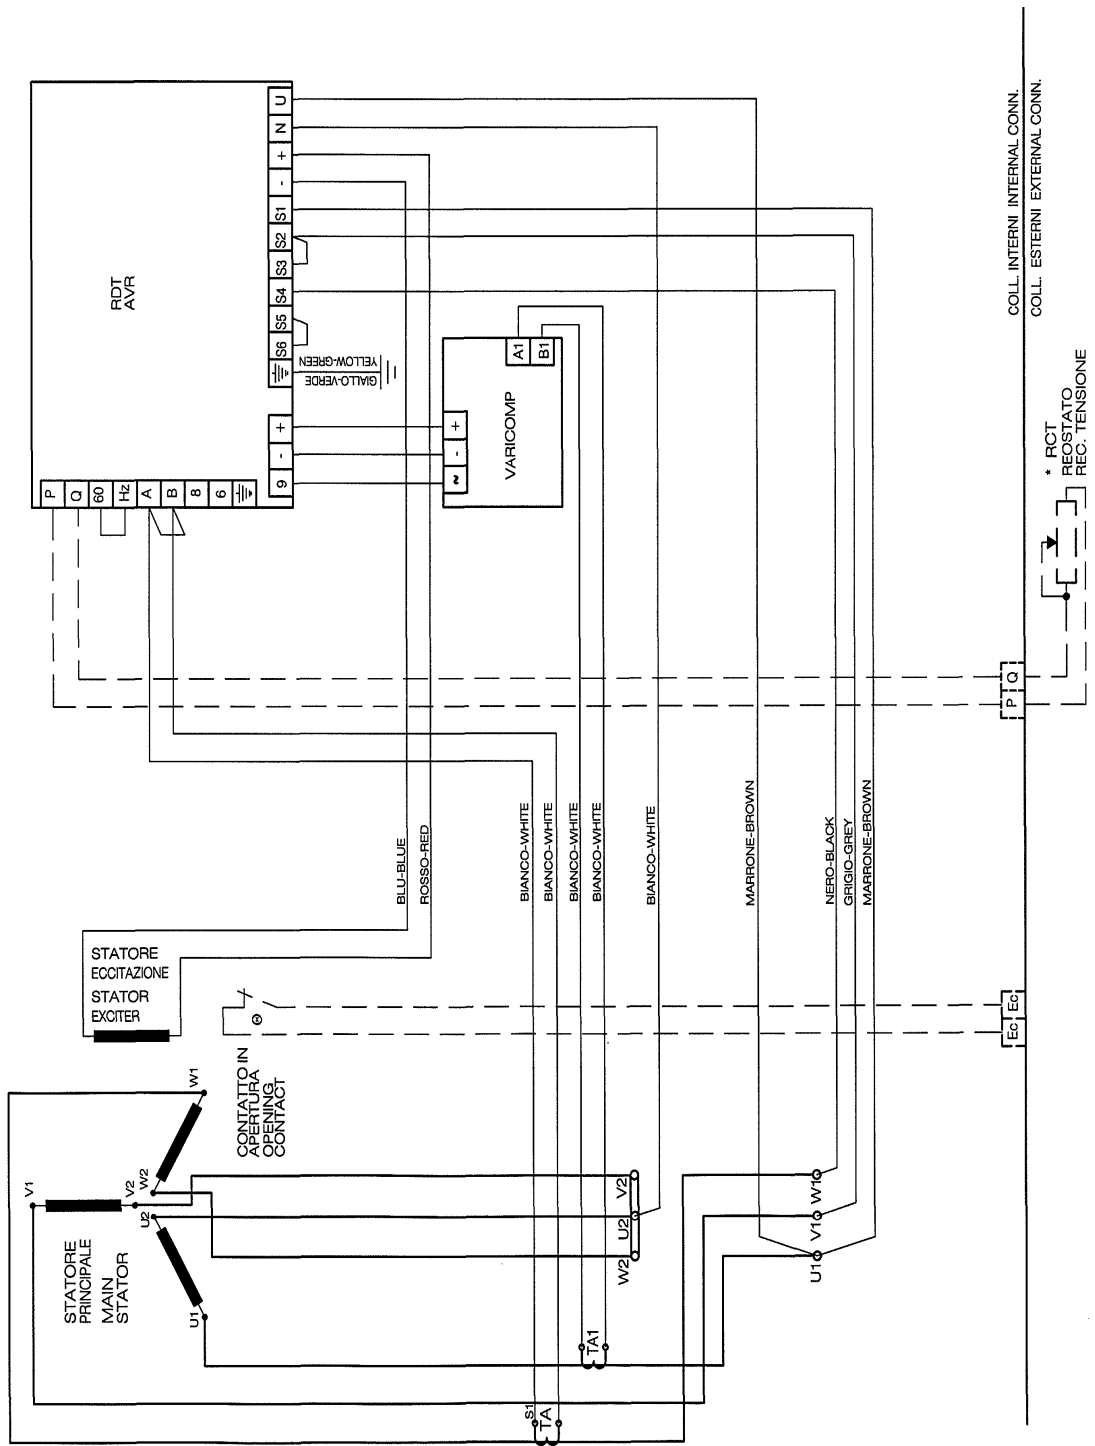 RDT
AVR
U
N
+
-
S1
S2
S3
S4
S5
S6
GIALLO-VERDE
YELLOW-GREEN
+
-
9
P
Q
60
Hz
A
B
8
6
VARICOMP
A1
B1
+
-
~
COLL. INTERNI INTERNAL CONN.
COLL. ESTERNI EXTERNAL CONN.
* RCT
REOSTATO
REC. TENSIONE
Q
P
BLU-BLUE
ROSSO-RED
BIANCO-WHITE
BIANCO-WHITE
BIANCO-WHITE
BIANCO-WHITE
BIANCO-WHITE
MARRONE-BROWN
NERO-BLACK
GRIGIO-GREY
MARRONE-BROWN
STATORE
ECCITAZIONE
STATOR
EXCITER
Θ
CONTATTO IN
APERTURA
OPENING
CONTACT
Ec
Ec
STATORE
PRINCIPALE
MAIN
STATOR
W1
V1
V2
W2
U2
U1
V2
U2
W2
W1
V1
U1
TA1
S1
TA